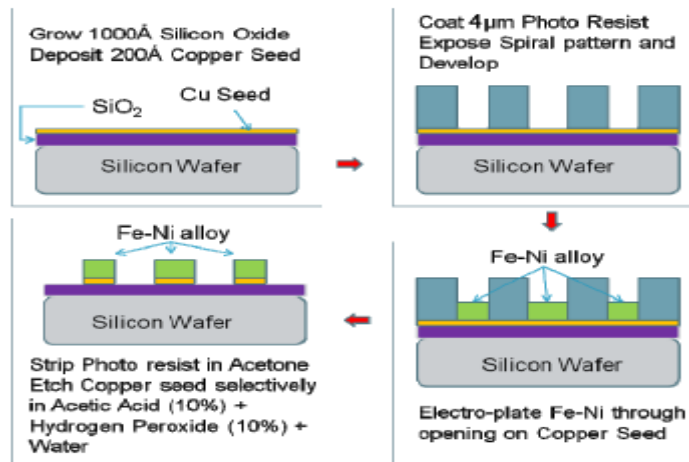 Grow 1000Å Silicon Oxide
Deposit 200Å Copper Seed
Cu Seed
SiO₂
Silicon Wafer
Coat 4µm Photo Resist
Expose Spiral pattern and
Develop
Silicon Wafer
Fe-Ni alloy
Silicon Wafer
Electro-plate Fe-Ni through
opening on Copper Seed
Fe-Ni alloy
Silicon Wafer
Strip Photo resist in Acetone
Etch Copper seed selectively
in Acetic Acid (10%) +
Hydrogen Peroxide (10%) +
Water